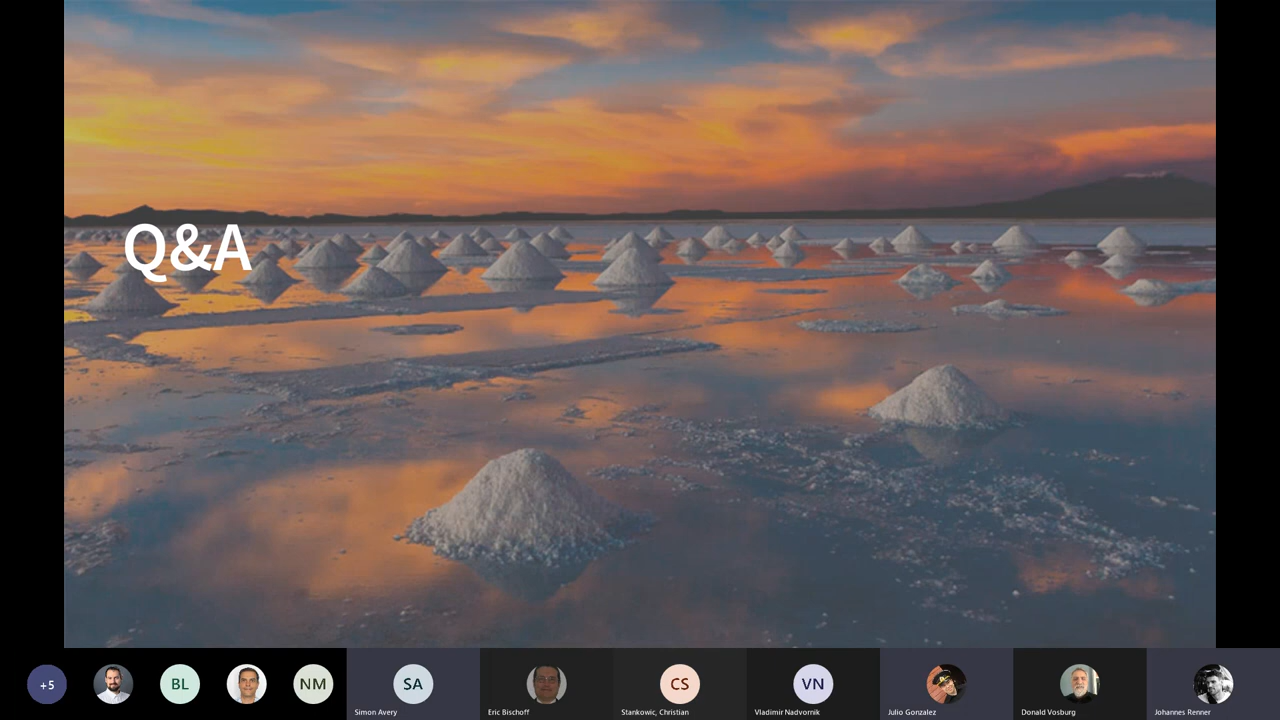 Q&A
+5
BL
NM
SA
CS
VN
Simon Avery
Eric Bischoff
Stankowic, Christian
Vladimir Nadvornik
Julio Gonzalez
Donald Vosburg
Johannes Renner